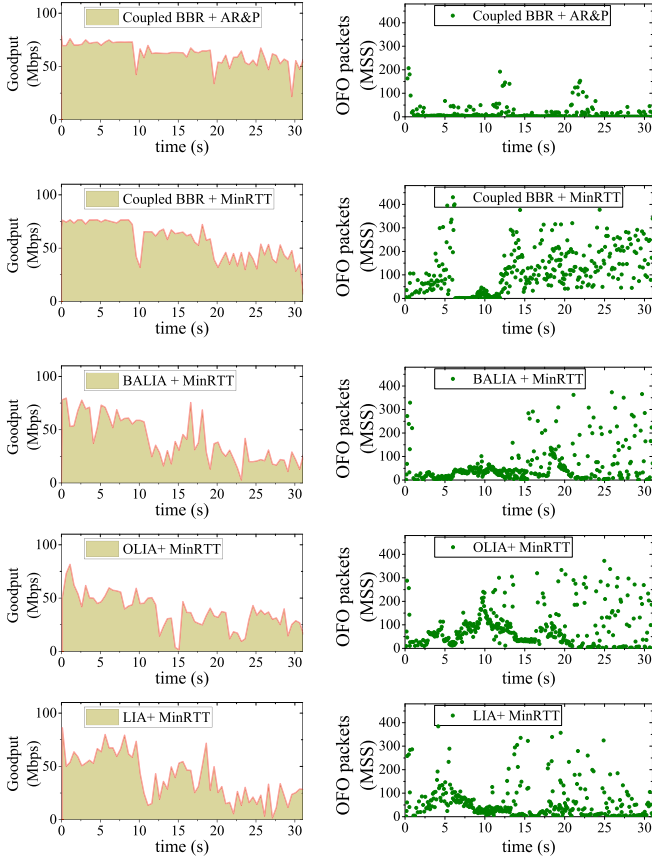 Coupled BBR + AR&P
Goodput
(Mbps)
100
50
0
0 5 10 15 20 25 30
time (s)
Coupled BBR + AR&P
OFO packets
(MSS)
400
300
200
100
0
0 5 10 15 20 25 30
time (s)
Coupled BBR + MinRTT
Goodput
(Mbps)
100
50
0
0 5 10 15 20 25 30
time (s)
Coupled BBR + MinRTT
OFO packets
(MSS)
400
300
200
100
0
0 5 10 15 20 25 30
time (s)
BALIA + MinRTT
Goodput
(Mbps)
100
50
0
0 5 10 15 20 25 30
time (s)
BALIA + MinRTT
OFO packets
(MSS)
400
300
200
100
0
0 5 10 15 20 25 30
time (s)
OLIA+ MinRTT
Goodput
(Mbps)
100
50
0
0 5 10 15 20 25 30
time (s)
OLIA+ MinRTT
OFO packets
(MSS)
400
300
200
100
0
0 5 10 15 20 25 30
time (s)
LIA+ MinRTT
Goodput
(Mbps)
100
50
0
0 5 10 15 20 25 30
time (s)
LIA+ MinRTT
OFO packets
(MSS)
400
300
200
100
0
0 5 10 15 20 25 30
time (s)